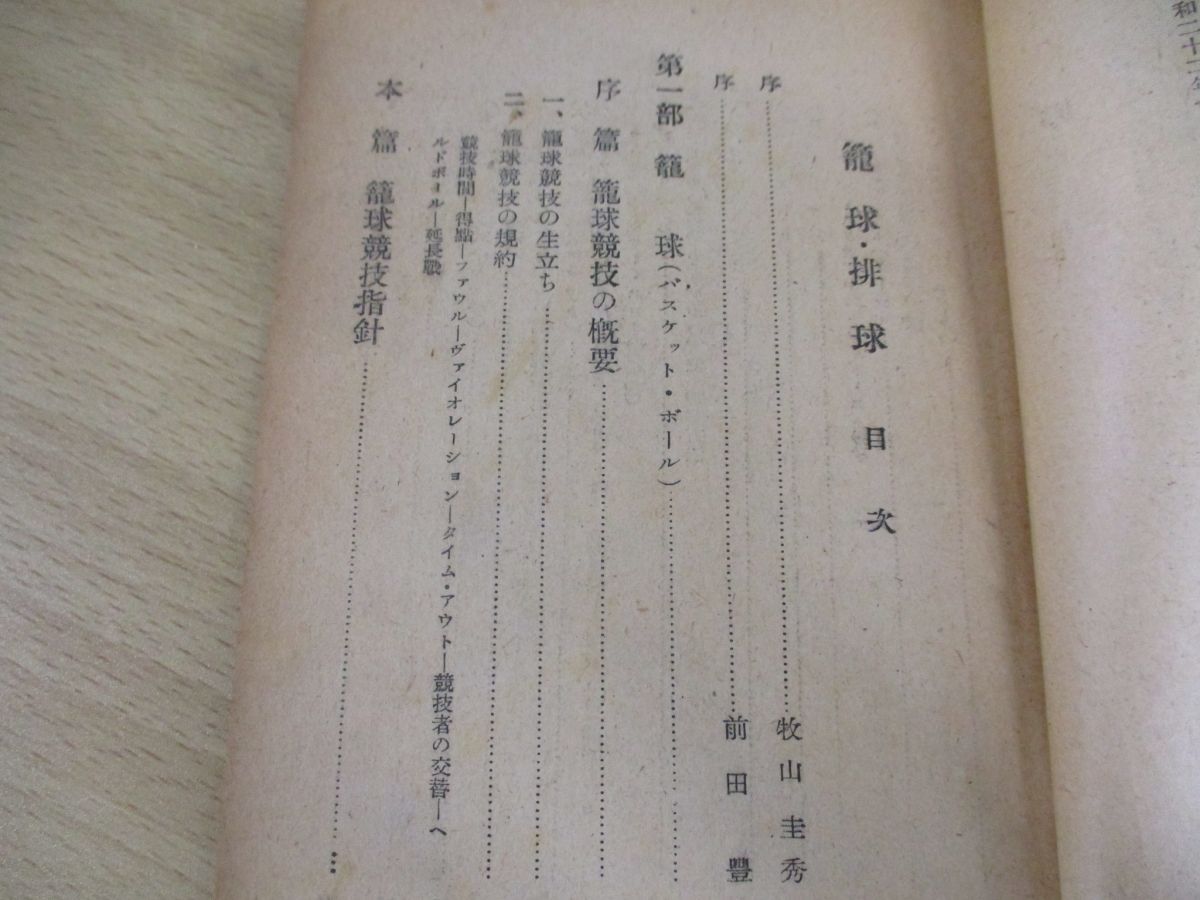 籠球・排球 目次
序……牧山圭秀
序……前田豐
第一部 籠球(バスケット・ボール)……
序篇 籠球競技の概要……
一、籠球競技の生立ち……
二、籠球競技の規約……
競技時間―得點―ファウル―ヴァイオレーション―タイム・アウト―競技者の交替―ヘ
ルドボール―延長戰
本篇 籠球競技指針……